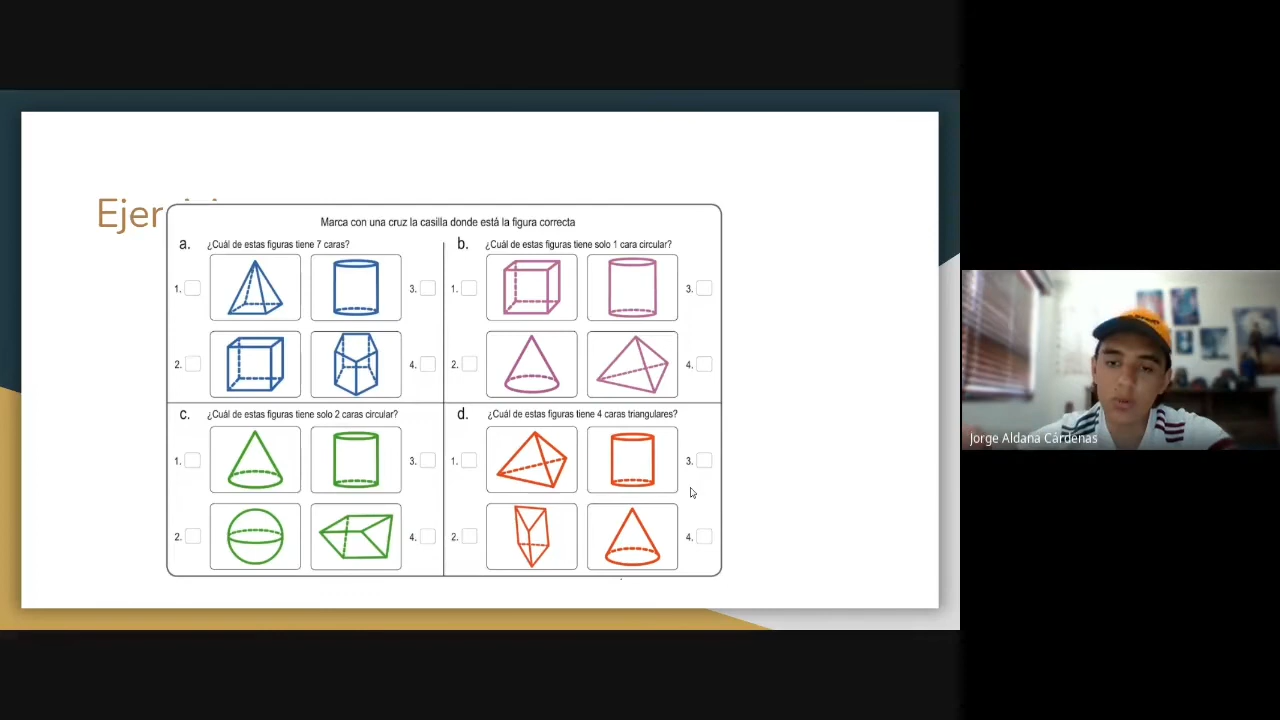 Ejer
Marca con una cruz la casilla donde está la figura correcta
a. ¿Cuál de estas figuras tiene 7 caras?
1.
3.
2.
4.
b. ¿Cuál de estas figuras tiene solo 1 cara circular?
1.
3.
2.
4.
c. ¿Cuál de estas figuras tiene solo 2 caras circular?
1.
3.
2.
4.
d. ¿Cuál de estas figuras tiene 4 caras triangulares?
1.
3.
2.
4.
Jorge Aldana Cárdenas